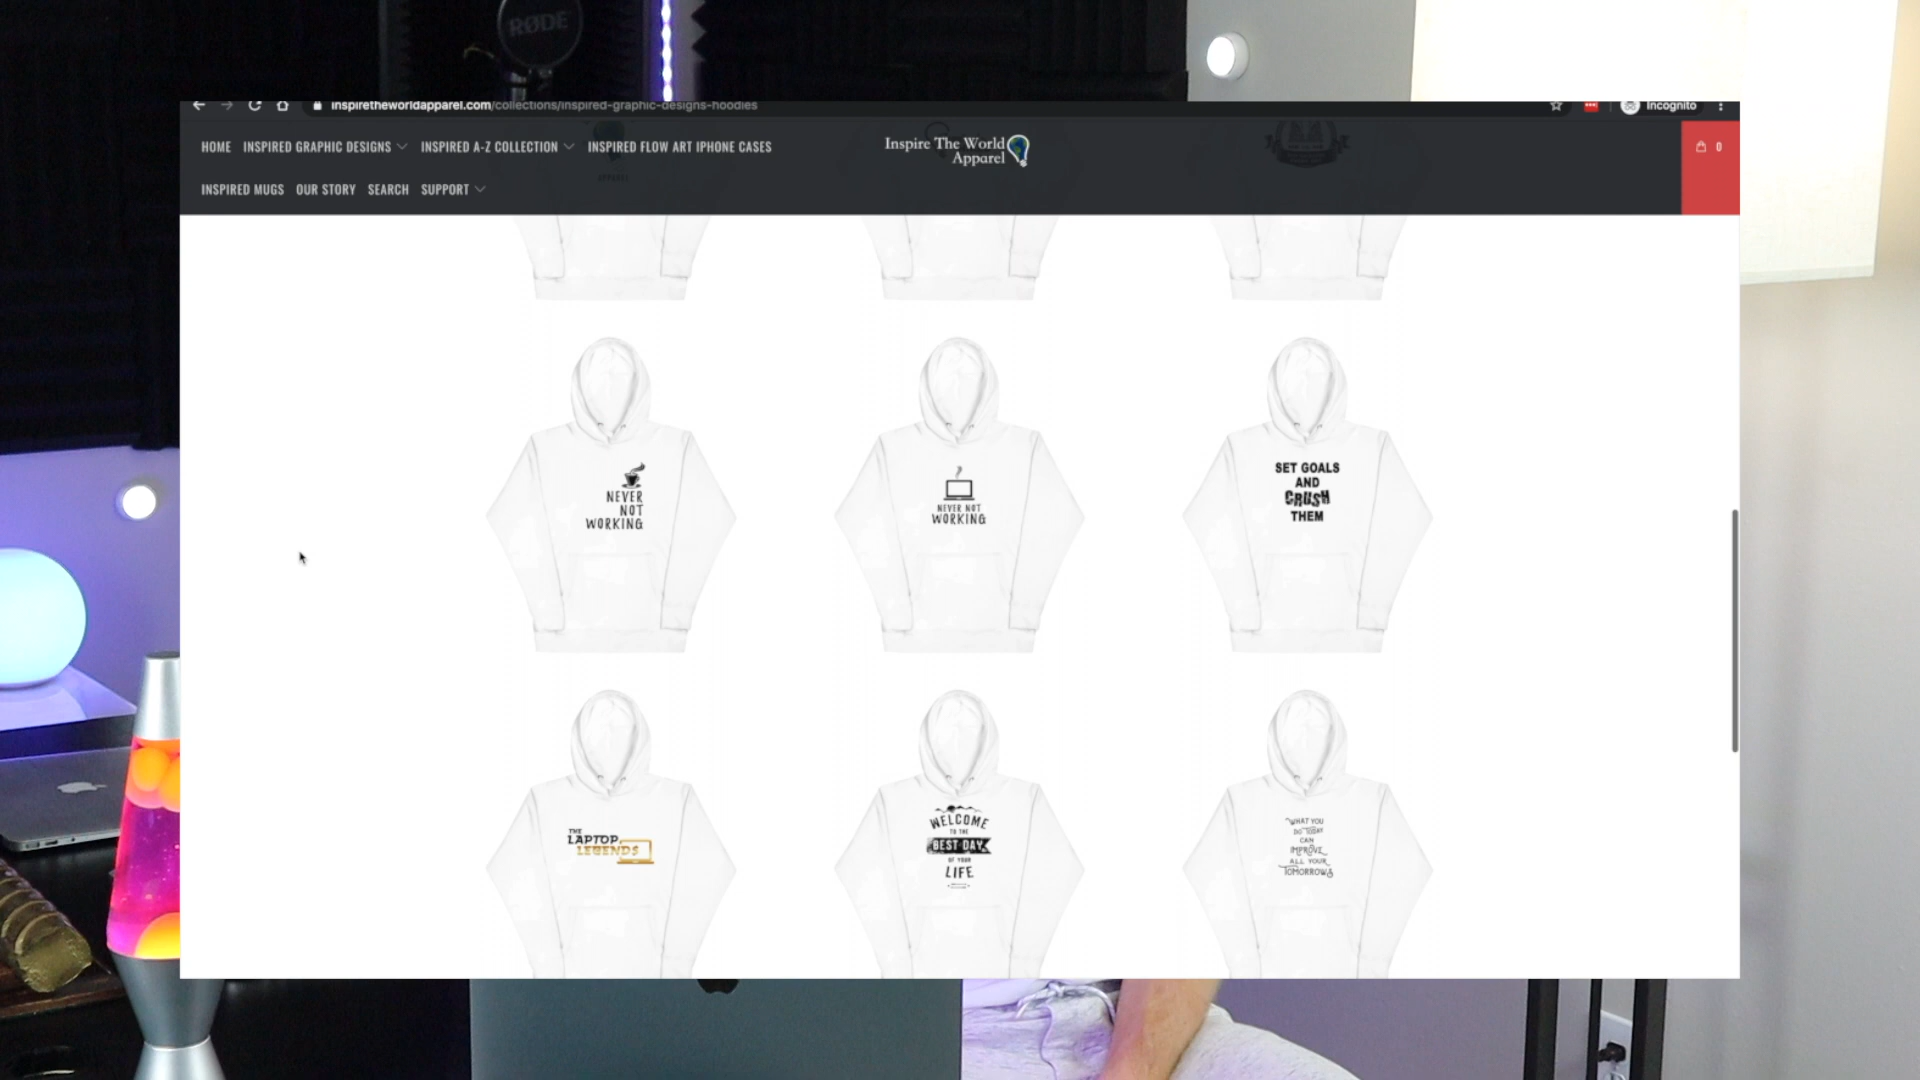 RØDE
inspiretheworldapparel.com/collections/inspired-graphic-designs-hoodies
Incognito
HOME INSPIRED GRAPHIC DESIGNS INSPIRED A-Z COLLECTION INSPIRED FLOW ART IPHONE CASES
Inspire The World
Apparel
0
INSPIRED MUGS OUR STORY SEARCH SUPPORT
NEVER
NOT
WORKING
NEVER NOT
WORKING
SET GOALS
AND
CRUSH
THEM
THE
LAPTOP
LEGENDS
WELCOME
TO THE
BEST DAY
OF YOUR
LIFE
"WHAT YOU
DO TODAY
CAN
IMPROVE
ALL YOUR
TOMORROWS